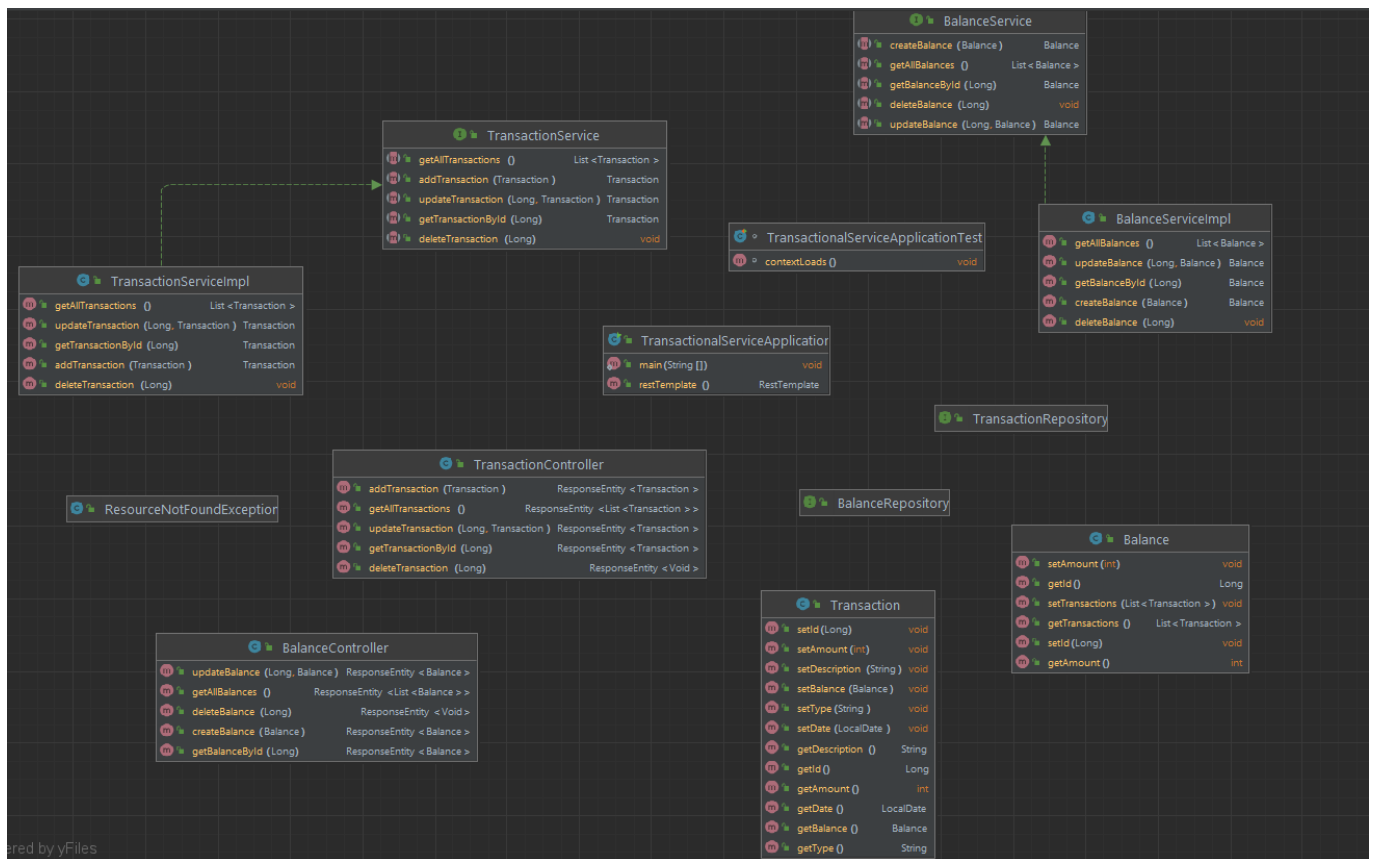 BalanceService
createBalance (Balance) Balance
getAllBalances () List < Balance >
getBalanceById (Long) Balance
deleteBalance (Long) void
updateBalance (Long, Balance) Balance
TransactionService
getAllTransactions () List <Transaction >
addTransaction (Transaction ) Transaction
updateTransaction (Long, Transaction ) Transaction
getTransactionById (Long) Transaction
deleteTransaction (Long) void
BalanceServiceImpl
getAllBalances () List < Balance >
updateBalance (Long, Balance ) Balance
getBalanceById (Long) Balance
createBalance (Balance ) Balance
deleteBalance (Long) void
TransactionalServiceApplicationTest
contextLoads () void
TransactionServiceImpl
getAllTransactions () List <Transaction >
updateTransaction (Long, Transaction ) Transaction
getTransactionById (Long) Transaction
addTransaction (Transaction ) Transaction
deleteTransaction (Long) void
TransactionalServiceApplication
main (String []) void
restTemplate () RestTemplate
TransactionRepository
TransactionController
addTransaction (Transaction ) ResponseEntity <Transaction >
getAllTransactions () ResponseEntity <List <Transaction > >
updateTransaction (Long, Transaction ) ResponseEntity <Transaction >
getTransactionById (Long) ResponseEntity <Transaction >
deleteTransaction (Long) ResponseEntity <Void >
ResourceNotFoundException
BalanceRepository
Balance
setAmount (int) void
getId () Long
setTransactions (List <Transaction >) void
getTransactions () List <Transaction >
setId (Long) void
getAmount () int
Transaction
setId (Long) void
setAmount (int) void
setDescription (String ) void
setBalance (Balance ) void
setType (String ) void
setDate (LocalDate ) void
getDescription () String
getId () Long
getAmount () int
getDate () LocalDate
getBalance () Balance
getType () String
BalanceController
updateBalance (Long, Balance ) ResponseEntity <Balance >
getAllBalances () ResponseEntity <List <Balance > >
deleteBalance (Long) ResponseEntity <Void >
createBalance (Balance ) ResponseEntity <Balance >
getBalanceById (Long) ResponseEntity <Balance >
ered by yFiles